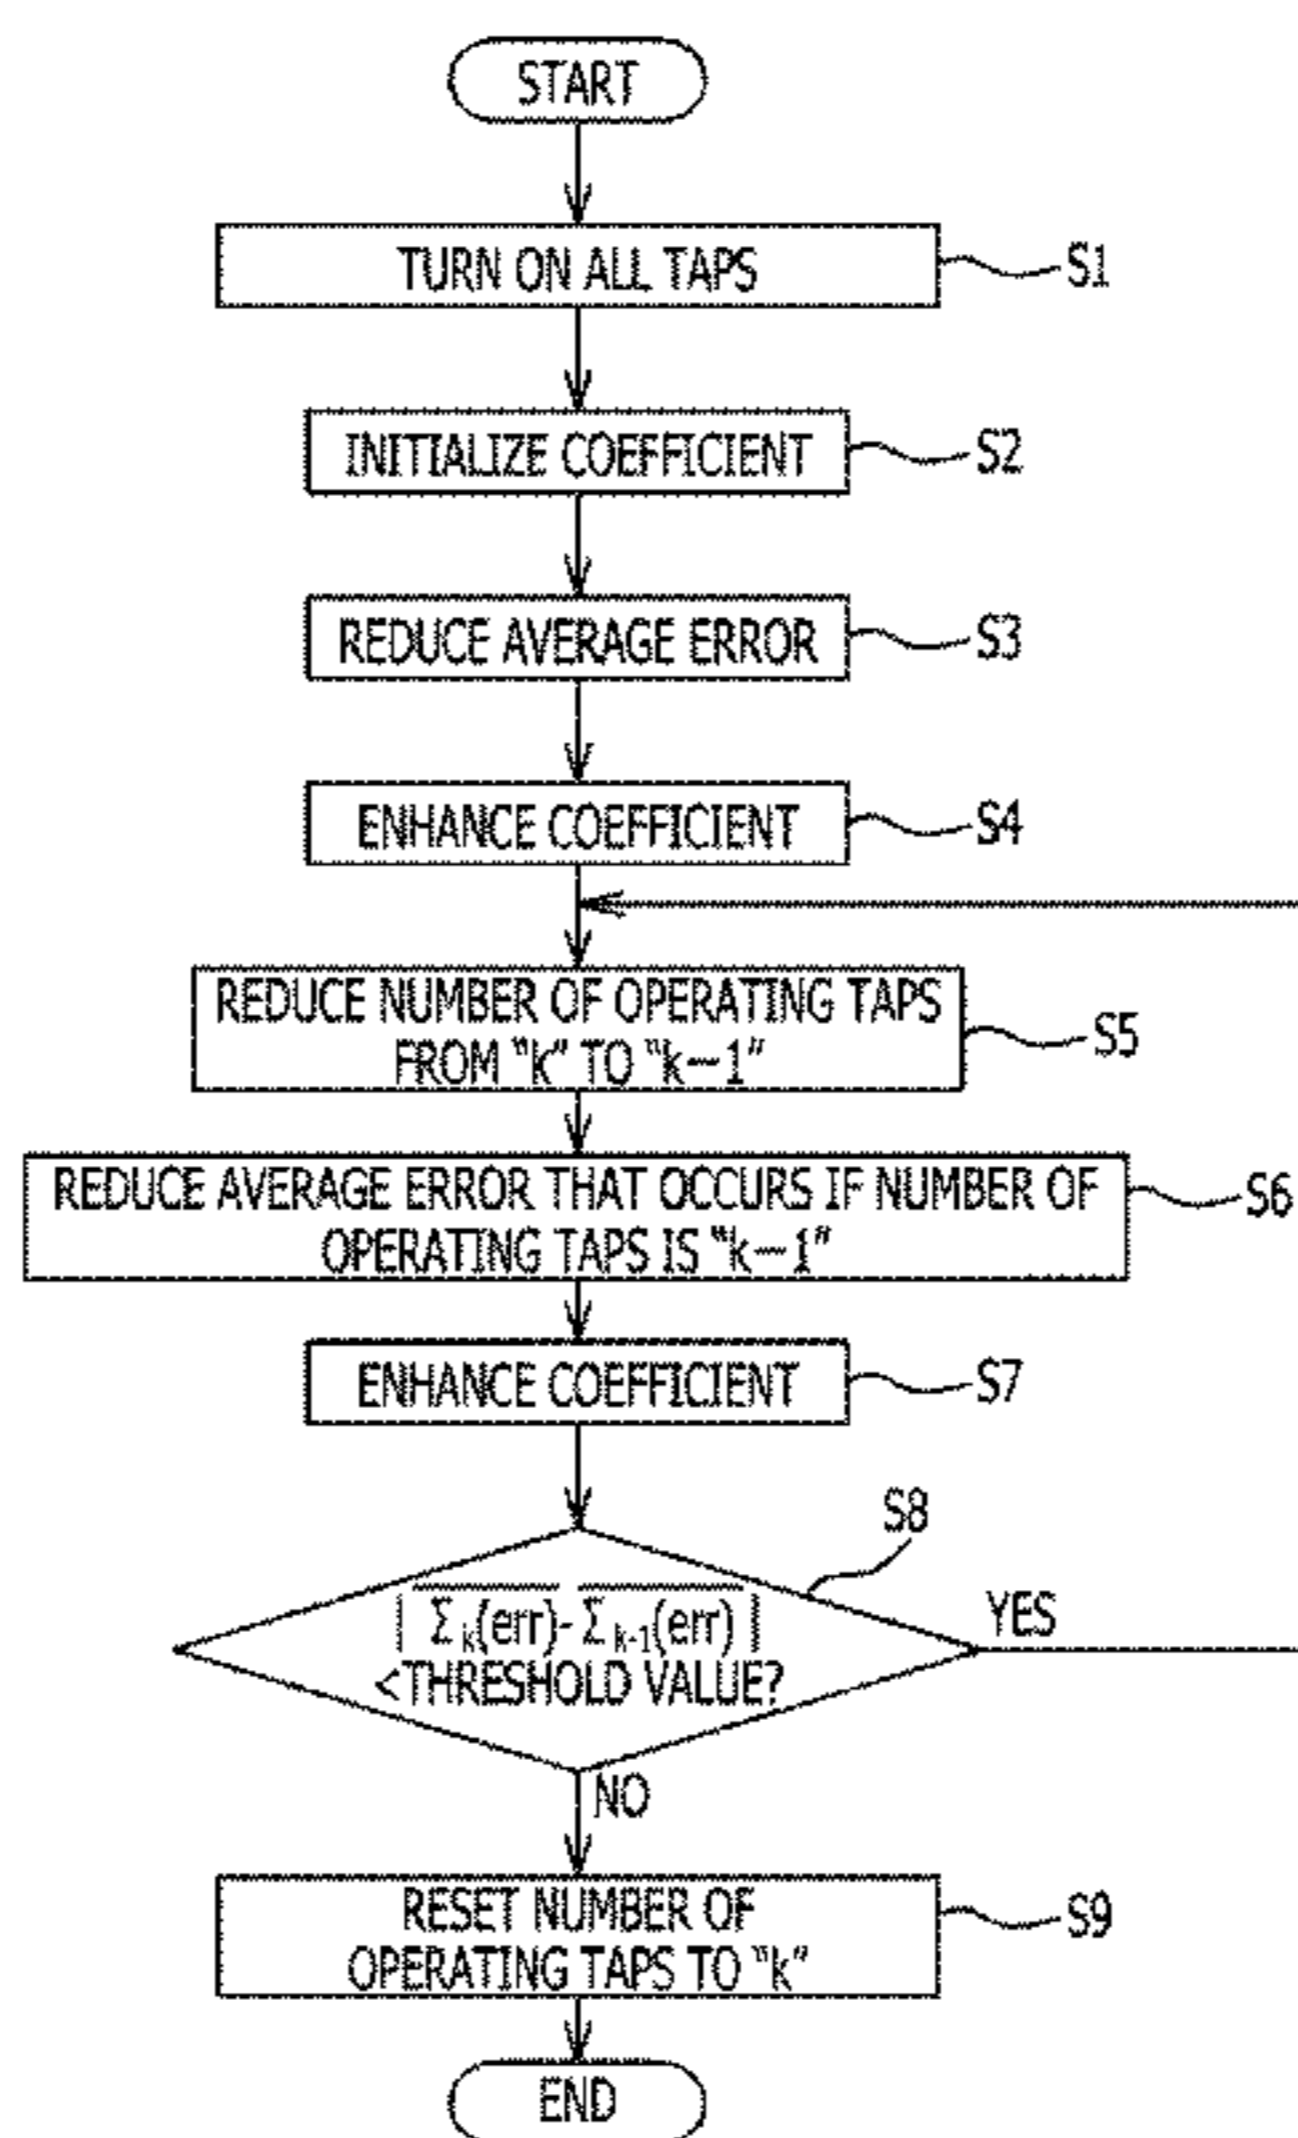 START
TURN ON ALL TAPS
S1
INITIALIZE COEFFICIENT
S2
REDUCE AVERAGE ERROR
S3
ENHANCE COEFFICIENT
S4
REDUCE NUMBER OF OPERATING TAPS
FROM "k" TO "k−1"
S5
REDUCE AVERAGE ERROR THAT OCCURS IF NUMBER OF
OPERATING TAPS IS "k−1"
S6
ENHANCE COEFFICIENT
S7
S8
| Σ̅k(err)-Σ̅k-1(err) |
<THRESHOLD VALUE?
YES
NO
RESET NUMBER OF
OPERATING TAPS TO "k"
S9
END